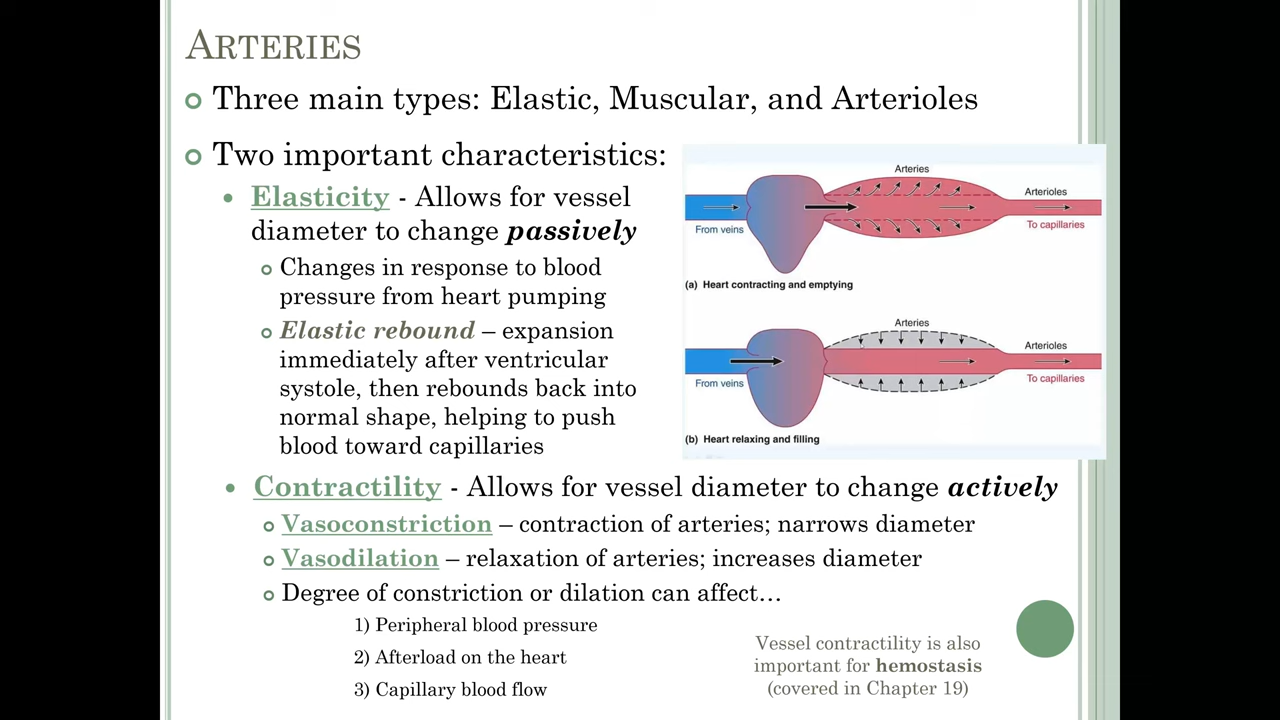 ARTERIES
Three main types: Elastic, Muscular, and Arterioles
Two important characteristics:
Elasticity - Allows for vessel
diameter to change passively
Changes in response to blood
pressure from heart pumping
Elastic rebound – expansion
immediately after ventricular
systole, then rebounds back into
normal shape, helping to push
blood toward capillaries
Arteries
Arterioles
From veins
To capillaries
(a) Heart contracting and emptying
Arteries
Arterioles
From veins
To capillaries
(b) Heart relaxing and filling
Contractility - Allows for vessel diameter to change actively
Vasoconstriction – contraction of arteries; narrows diameter
Vasodilation – relaxation of arteries; increases diameter
Degree of constriction or dilation can affect…
1) Peripheral blood pressure
2) Afterload on the heart
3) Capillary blood flow
Vessel contractility is also
important for hemostasis
(covered in Chapter 19)